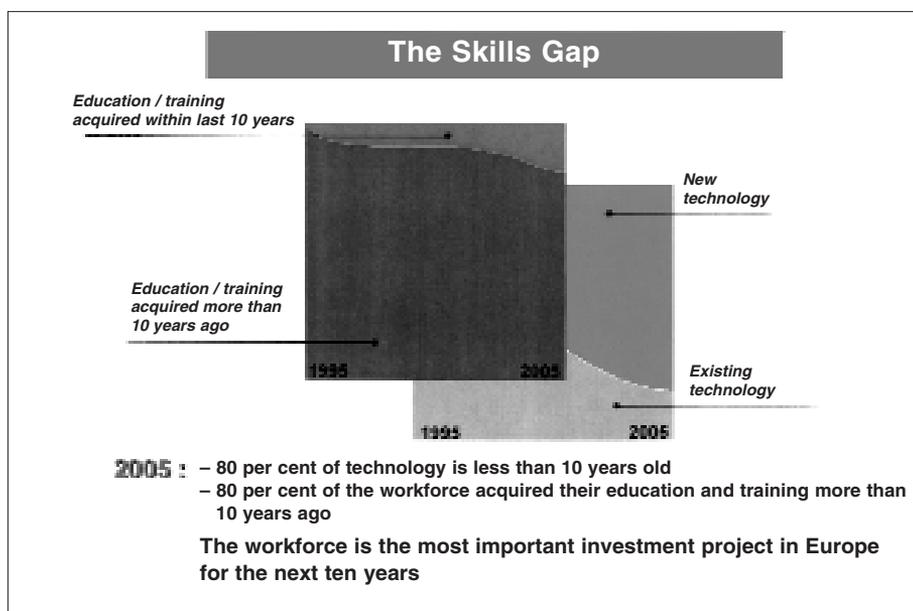 The Skills Gap
Education / training
acquired within last 10 years
New
technology
Education / training
acquired more than
10 years ago
1995 2005
Existing
technology
1995 2005
2005 : – 80 per cent of technology is less than 10 years old
– 80 per cent of the workforce acquired their education and training more than
10 years ago
The workforce is the most important investment project in Europe
for the next ten years